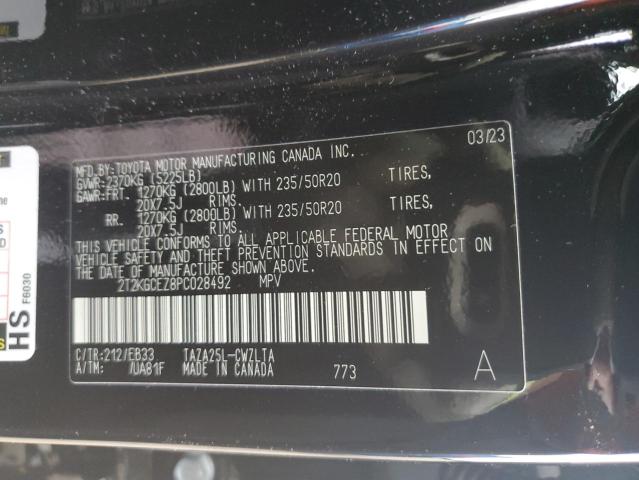 03/23
MFD.BY:TOYOTA MOTOR MANUFACTURING CANADA INC.
GVWR:2370KG (5225LB)
GAWR:FRT. 1270KG (2800LB) WITH 235/50R20 TIRES,
20X7.5J RIMS.
RR. 1270KG (2800LB) WITH 235/50R20 TIRES,
20X7.5J RIMS.
THIS VEHICLE CONFORMS TO ALL APPLICABLE FEDERAL MOTOR
VEHICLE SAFETY AND THEFT PREVENTION STANDARDS IN EFFECT ON
THE DATE OF MANUFACTURE SHOWN ABOVE.
2T2KGCEZ8PC028492 MPV
C/TR:212/EB33 TAZA25L-CWZLTA
A/TM: /UA81F MADE IN CANADA 773 A
HS F6030